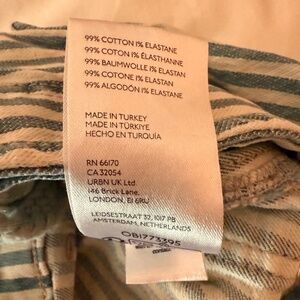 99% COTTON 1% ELASTANE
99% COTON 1% ÉLASTHANNE
99% BAUMWOLLE 1% ELASTAN
99% COTONE 1% ELASTAN
99% ALGODÓN 1% ELASTANE
MADE IN TURKEY
MADE IN TÜRKIYE
HECHO EN TURQUÍA
RN 66170
CA 32054
URBN UK Ltd
146 Brick Lane,
LONDON, E1 6RU
LEIDSESTRAAT 32, 1017 PB
AMSTERDAM, NETHERLANDS
OB1773395